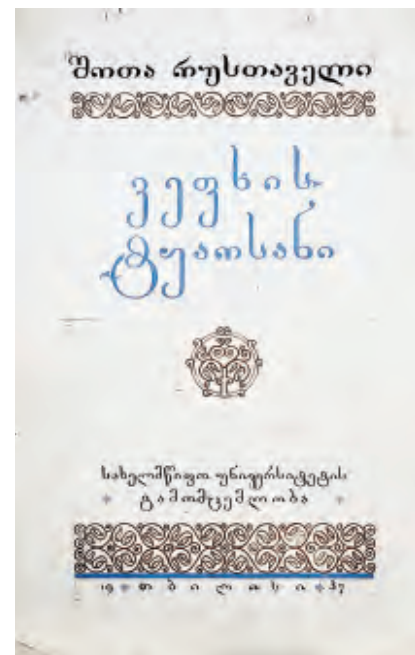 შოთა რუსთაველი
ვეფხის
ტყაოსანი
სახელმწიფო უნივერსიტეტის
გამომცემლობა
19 თბილისი 37